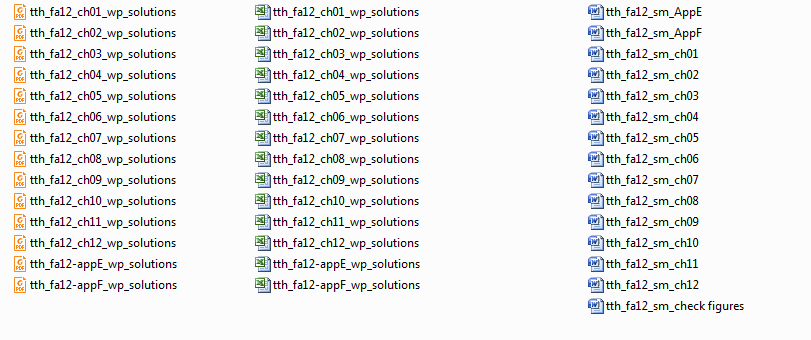 tth_fa12_ch01_wp_solutions
tth_fa12_ch02_wp_solutions
tth_fa12_ch03_wp_solutions
tth_fa12_ch04_wp_solutions
tth_fa12_ch05_wp_solutions
tth_fa12_ch06_wp_solutions
tth_fa12_ch07_wp_solutions
tth_fa12_ch08_wp_solutions
tth_fa12_ch09_wp_solutions
tth_fa12_ch10_wp_solutions
tth_fa12_ch11_wp_solutions
tth_fa12_ch12_wp_solutions
tth_fa12-appE_wp_solutions
tth_fa12-appF_wp_solutions
tth_fa12_ch01_wp_solutions
tth_fa12_ch02_wp_solutions
tth_fa12_ch03_wp_solutions
tth_fa12_ch04_wp_solutions
tth_fa12_ch05_wp_solutions
tth_fa12_ch06_wp_solutions
tth_fa12_ch07_wp_solutions
tth_fa12_ch08_wp_solutions
tth_fa12_ch09_wp_solutions
tth_fa12_ch10_wp_solutions
tth_fa12_ch11_wp_solutions
tth_fa12_ch12_wp_solutions
tth_fa12-appE_wp_solutions
tth_fa12-appF_wp_solutions
tth_fa12_sm_AppE
tth_fa12_sm_AppF
tth_fa12_sm_ch01
tth_fa12_sm_ch02
tth_fa12_sm_ch03
tth_fa12_sm_ch04
tth_fa12_sm_ch05
tth_fa12_sm_ch06
tth_fa12_sm_ch07
tth_fa12_sm_ch08
tth_fa12_sm_ch09
tth_fa12_sm_ch10
tth_fa12_sm_ch11
tth_fa12_sm_ch12
tth_fa12_sm_check figures